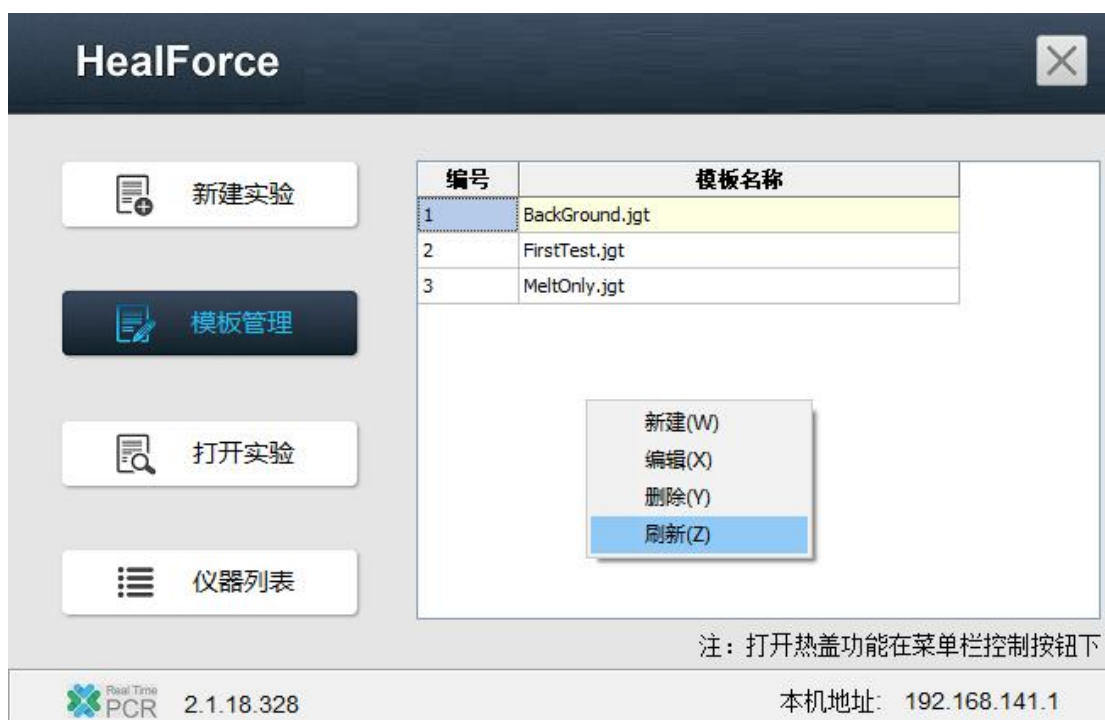 HealForce
新建实验
模板管理
打开实验
仪器列表
编号 模板名称
1 BackGround.jgt
2 FirstTest.jgt
3 MeltOnly.jgt
新建(W)
编辑(X)
删除(Y)
刷新(Z)
注：打开热盖功能在菜单栏控制按钮下
Real Time
PCR 2.1.18.328
本机地址: 192.168.141.1